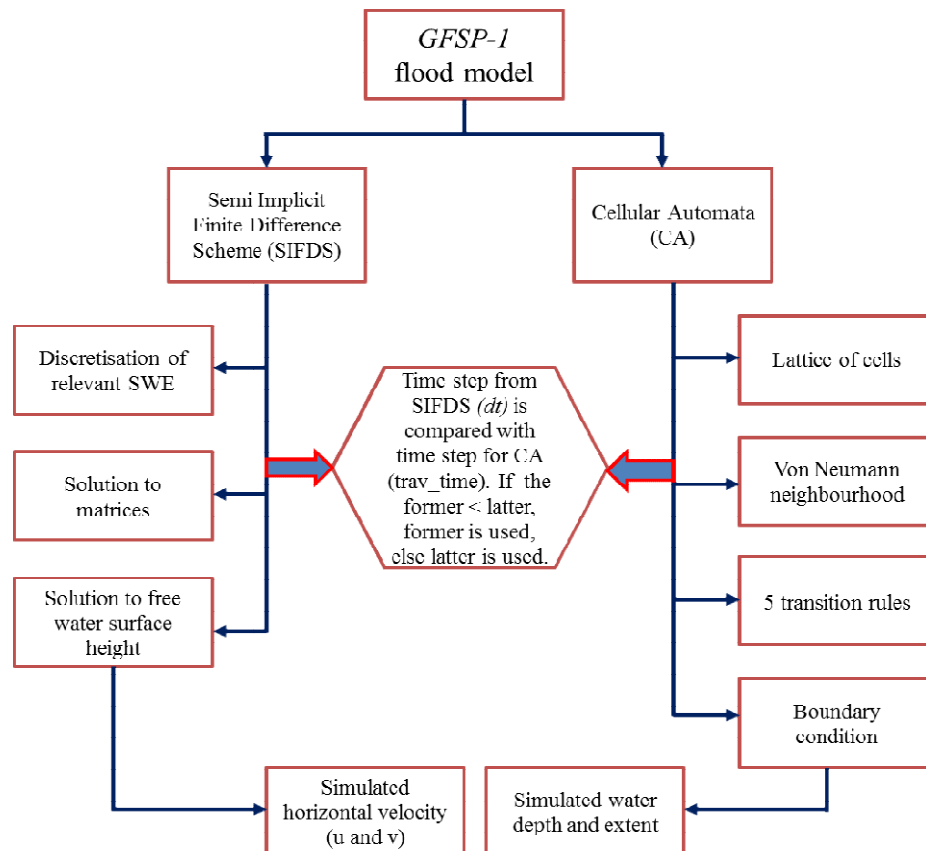 GFSP-1
flood model
Semi Implicit
Finite Difference
Scheme (SIFDS)
Cellular Automata
(CA)
Discretisation of
relevant SWE
Solution to
matrices
Solution to free
water surface
height
Time step from
SIFDS (dt) is
compared with
time step for CA
(trav_time). If the
former < latter,
former is used,
else latter is used.
Lattice of cells
Von Neumann
neighbourhood
5 transition rules
Boundary
condition
Simulated
horizontal velocity
(u and v)
Simulated water
depth and extent